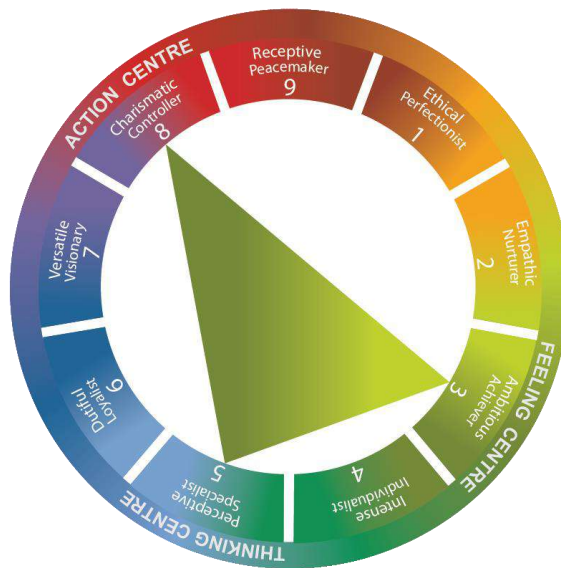 ACTION CENTRE
Receptive
Peacemaker
9
Ethical
Perfectionist
1
Empathic
Nurturer
2
FEELING CENTRE
Ambitious
Achiever
3
Intense
Individualist
4
THINKING CENTRE
Perceptive
Specialist
5
Dutiful
Loyalist
6
Versatile
Visionary
7
Charismatic
Controller
8